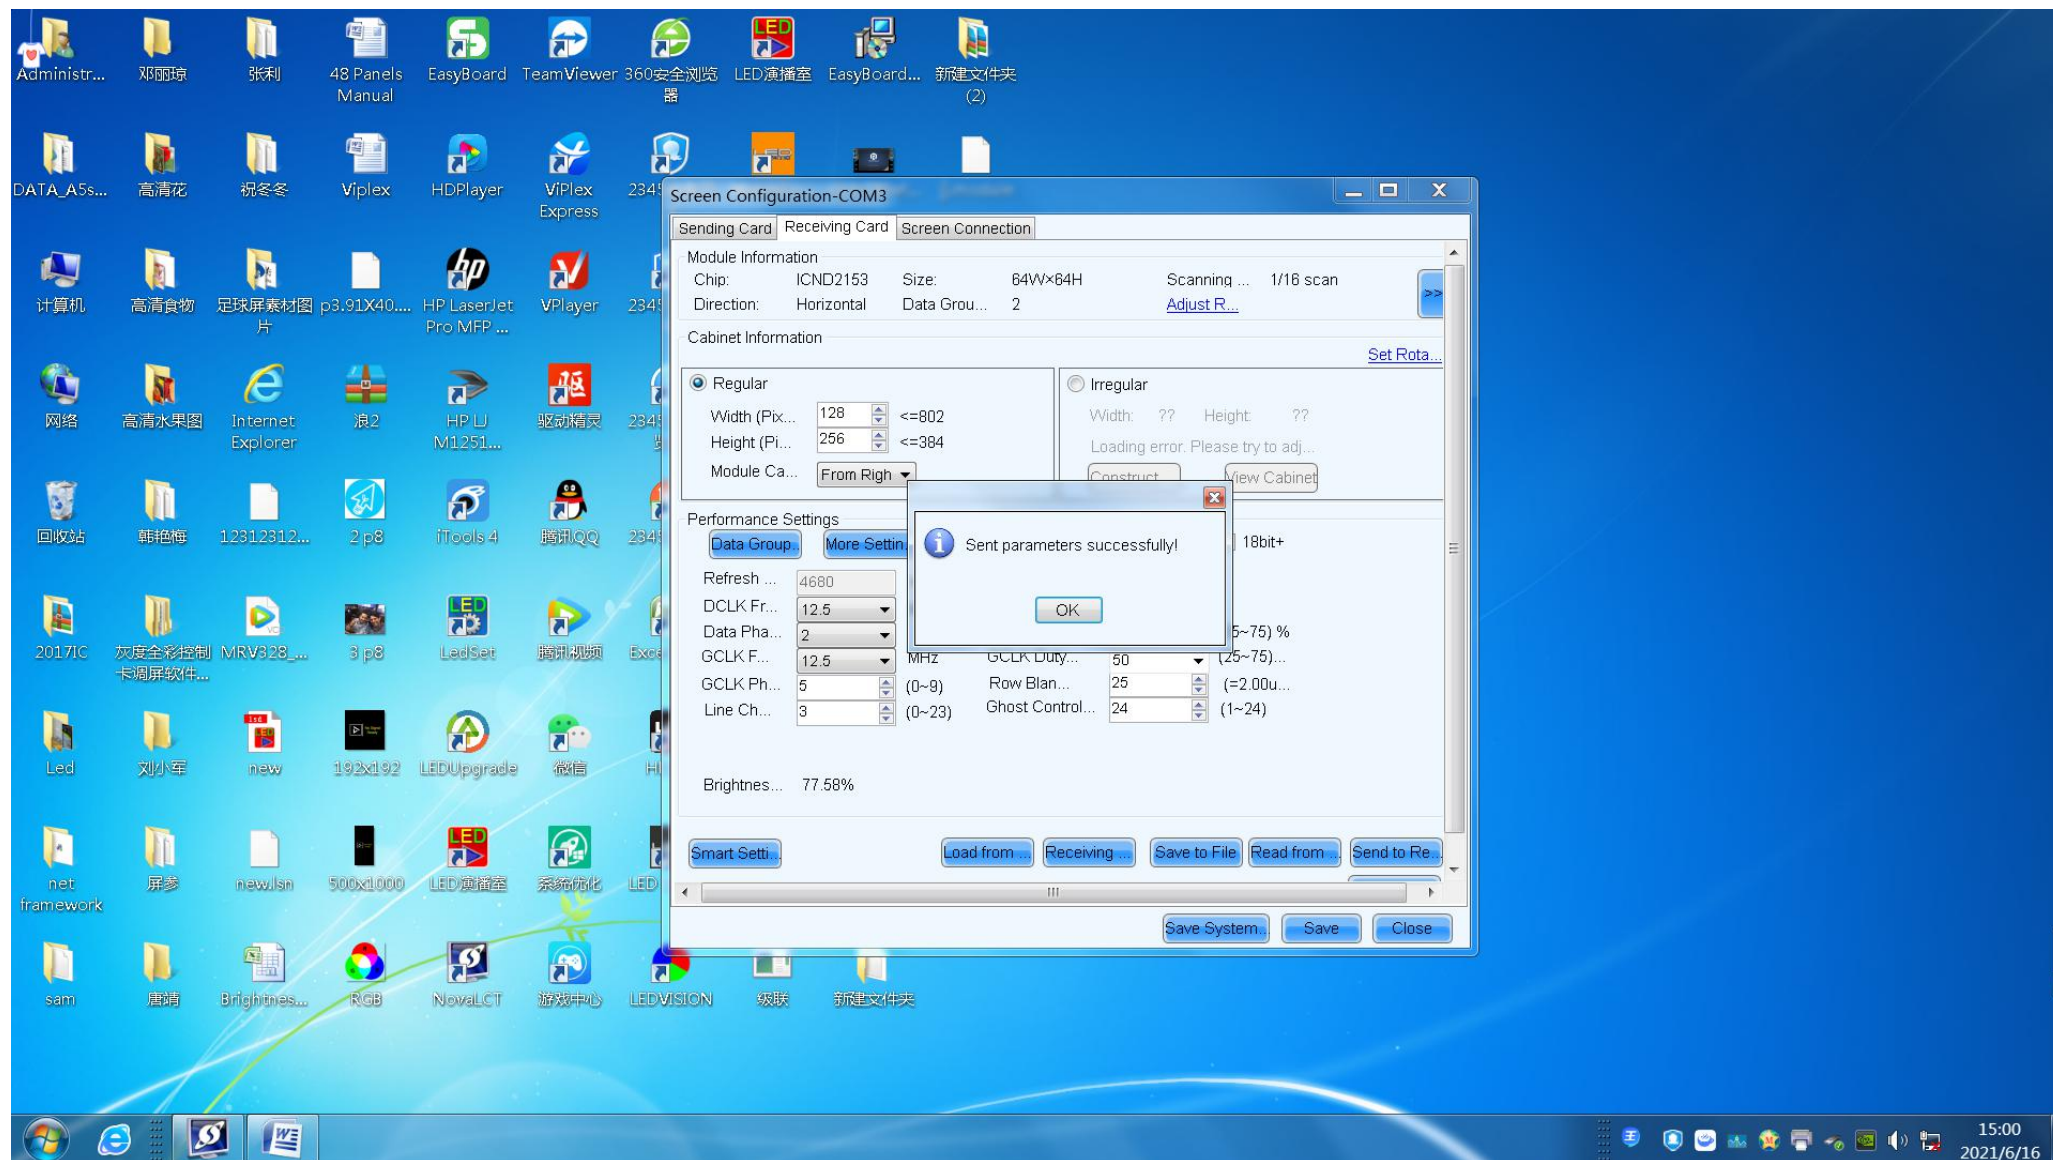 Administr...
邓丽琼
张利
48 Panels
Manual
EasyBoard
TeamViewer
360安全浏览
器
LED演播室
EasyBoard...
新建文件夹
(2)
DATA_A5s...
高清花
祝冬冬
Viplex
HDPlayer
ViPlex
Express
2345
计算机
高清食物
足球屏素材图
片
p3.91X40....
HP LaserJet
Pro MFP ...
VPlayer
2345
网络
高清水果图
Internet
Explorer
浪2
HP LJ
M1251...
驱动精灵
2345
回收站
韩艳梅
12312312...
2 p8
iTools 4
腾讯QQ
2345
2017IC
灰度全彩控制
卡调屏软件...
MRV328_...
3 p8
LedSet
腾讯视频
Exce
Led
刘小军
new
192x192
LEDUpgrade
微信
net
framework
屏参
new.lsn
500x1000
LED演播室
系统优化
LED
sam
唐靖
Brightnes...
RGB
NovaLCT
游戏中心
LEDVISION
级联
新建文件夹
Screen Configuration-COM3
Sending Card
Receiving Card
Screen Connection
Module Information
Chip: ICND2153 Size: 64W×64H Scanning ... 1/16 scan
Direction: Horizontal Data Grou... 2 Adjust R...
>>
Cabinet Information
Set Rota...
Regular
Width (Pix... 128 <=802
Height (Pi... 256 <=384
Module Ca... From Righ
Irregular
Width: ?? Height: ??
Loading error. Please try to adj...
Construct... View Cabinet
Performance Settings
Data Group.. More Settin
18bit+
Sent parameters successfully!
OK
Refresh ... 4680
DCLK Fr... 12.5
Data Pha... 2 5~75) %
GCLK F... 12.5 MHz GCLK Duty... 50 (25~75)...
GCLK Ph... 5 (0~9) Row Blan... 25 (=2.00u...
Line Ch... 3 (0~23) Ghost Control... 24 (1~24)
Brightnes... 77.58%
Smart Setti... Load from ... Receiving ... Save to File Read from ... Send to Re..
Save System.. Save Close
15:00
2021/6/16